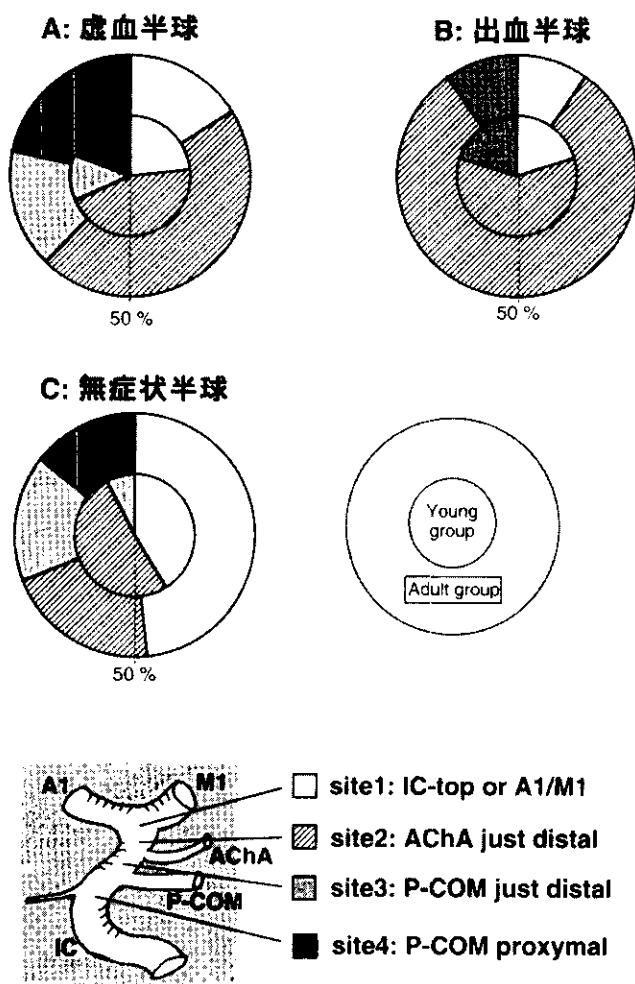 A: 虚血半球
B: 出血半球
50 %
50 %
C: 無症状半球
Young
group
Adult group
50 %
A1
M1
AChA
P-COM
IC
site1: IC-top or A1/M1
site2: AChA just distal
site3: P-COM just distal
site4: P-COM proxymal